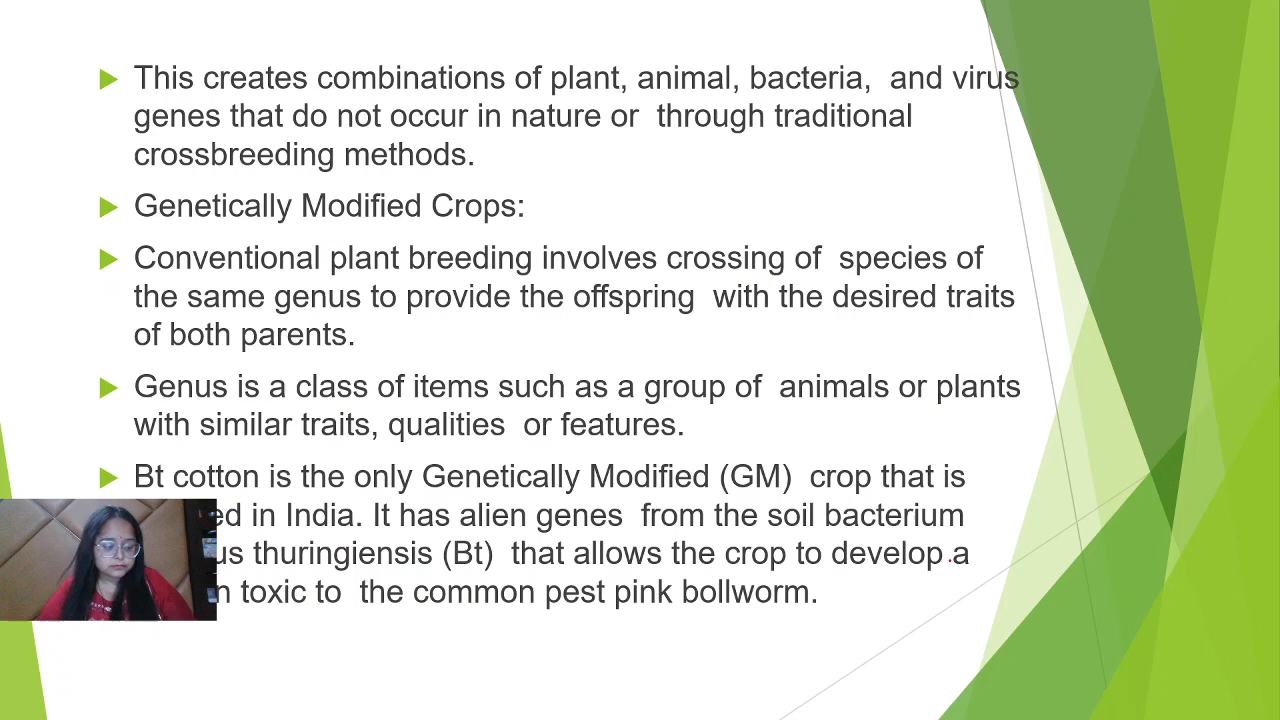 This creates combinations of plant, animal, bacteria, and virus
genes that do not occur in nature or through traditional
crossbreeding methods.
Genetically Modified Crops:
Conventional plant breeding involves crossing of species of
the same genus to provide the offspring with the desired traits
of both parents.
Genus is a class of items such as a group of animals or plants
with similar traits, qualities or features.
Bt cotton is the only Genetically Modified (GM) crop that is
in India. It has alien genes from the soil bacterium
thuringiensis (Bt) that allows the crop to develop a
toxic to the common pest pink bollworm.